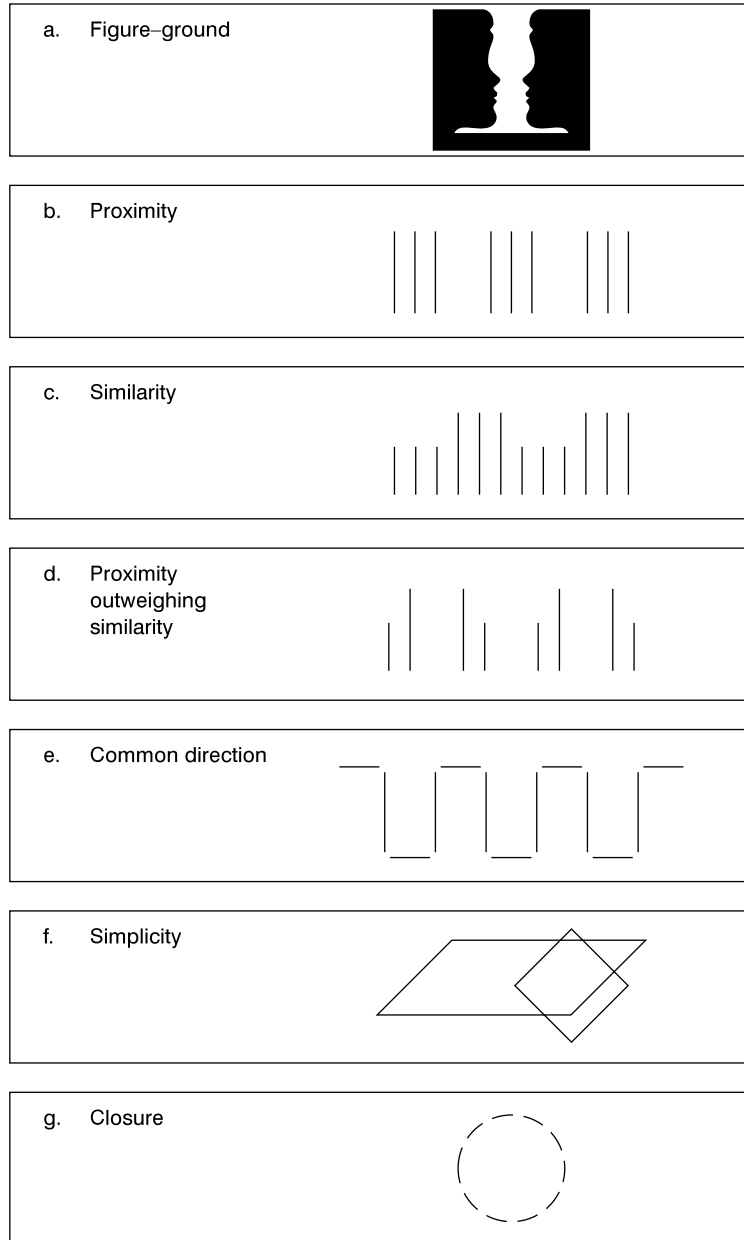 a. Figure–ground
b. Proximity
c. Similarity
d. Proximity
outweighing
similarity
e. Common direction
f. Simplicity
g. Closure